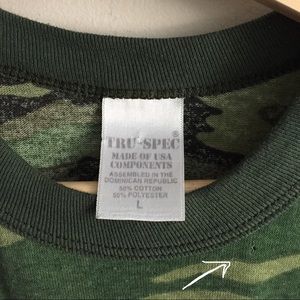 TRU-SPEC®
MADE OF USA
COMPONENTS
ASSEMBLED IN THE
DOMINICAN REPUBLIC
50% COTTON
50% POLYESTER
L